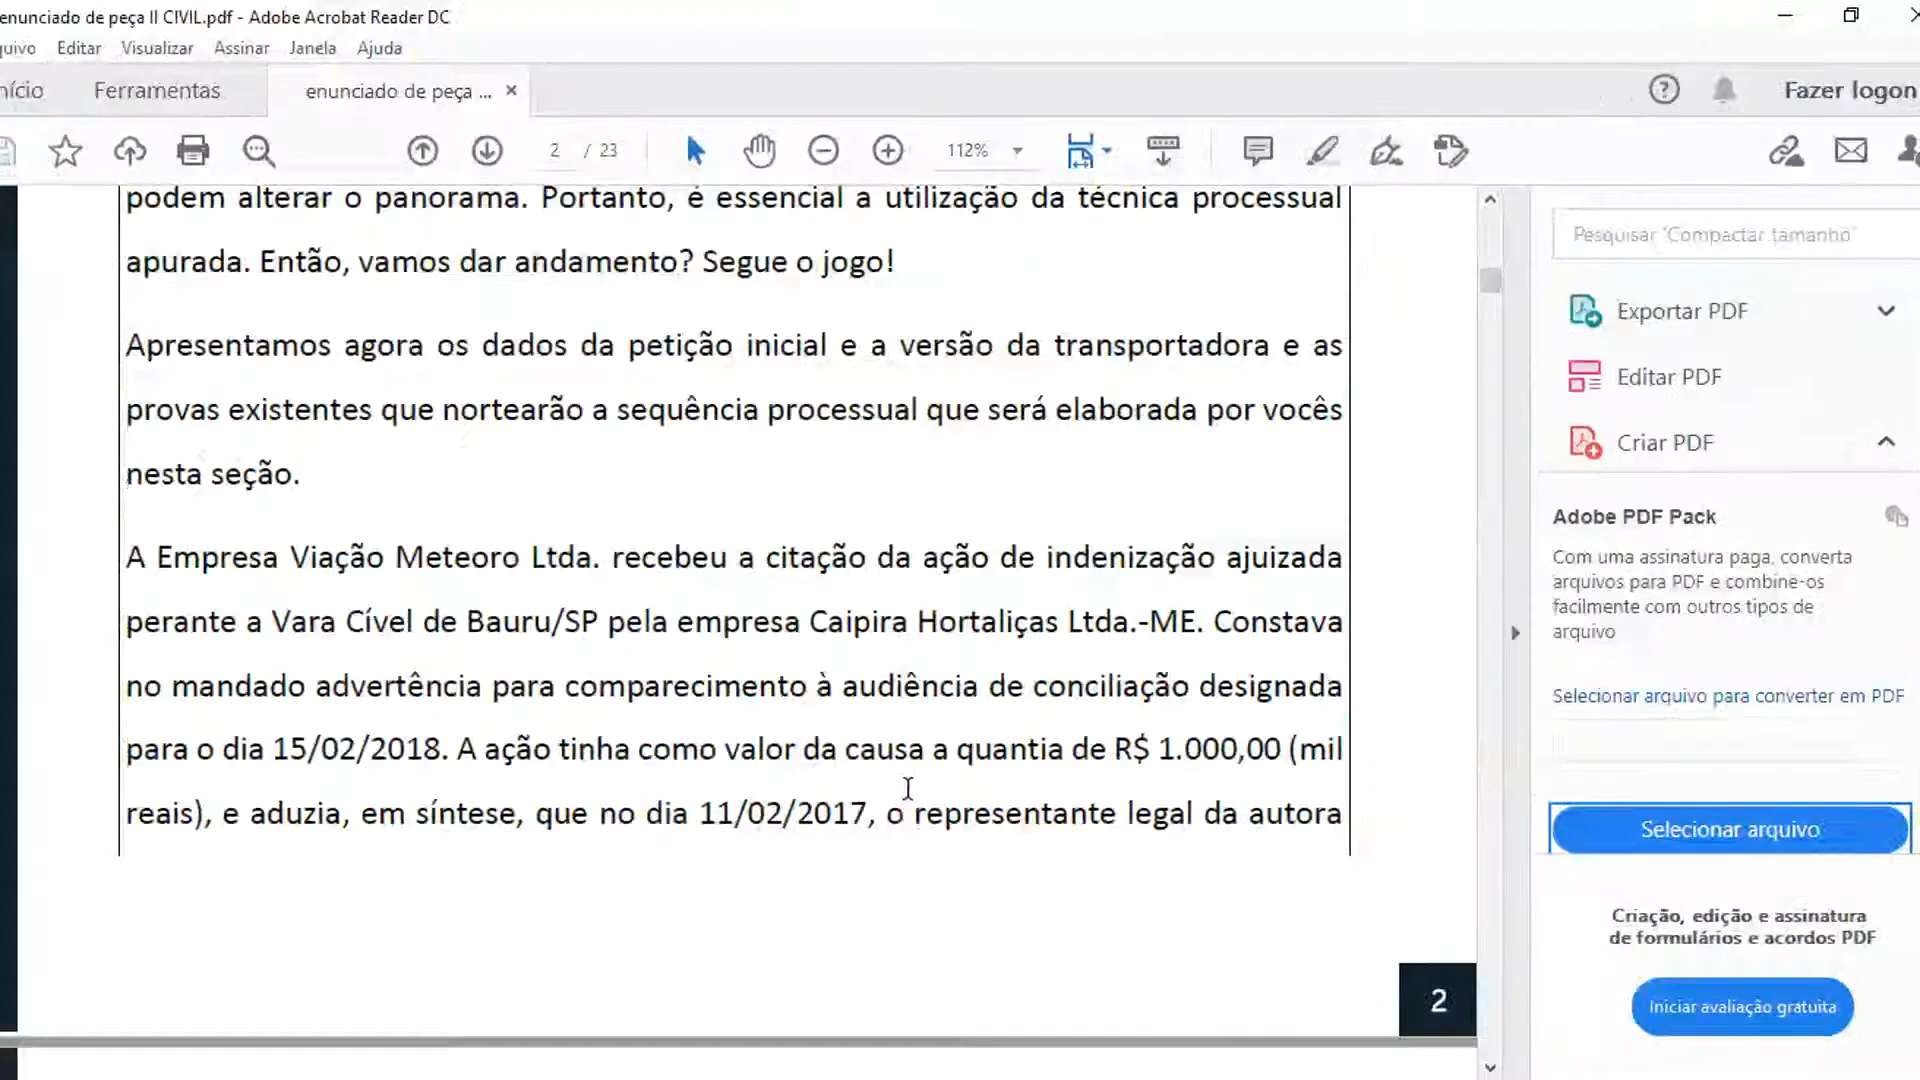 enunciado de peça II CIVIL.pdf - Adobe Acrobat Reader DC
quivo Editar Visualizar Assinar Janela Ajuda
nício Ferramentas enunciado de peça ... × Fazer logon
2 / 23 112%
podem alterar o panorama. Portanto, é essencial a utilização da técnica processual
apurada. Então, vamos dar andamento? Segue o jogo!
Apresentamos agora os dados da petição inicial e a versão da transportadora e as
provas existentes que nortearão a sequência processual que será elaborada por vocês
nesta seção.
A Empresa Viação Meteoro Ltda. recebeu a citação da ação de indenização ajuizada
perante a Vara Cível de Bauru/SP pela empresa Caipira Hortaliças Ltda.-ME. Constava
no mandado advertência para comparecimento à audiência de conciliação designada
para o dia 15/02/2018. A ação tinha como valor da causa a quantia de R$ 1.000,00 (mil
reais), e aduzia, em síntese, que no dia 11/02/2017, o representante legal da autora
2
Pesquisar 'Compactar tamanho'
Exportar PDF
Editar PDF
Criar PDF
Adobe PDF Pack
Com uma assinatura paga, converta
arquivos para PDF e combine-os
facilmente com outros tipos de
arquivo
Selecionar arquivo para converter em PDF
Selecionar arquivo
Criação, edição e assinatura
de formulários e acordos PDF
Iniciar avaliação gratuita